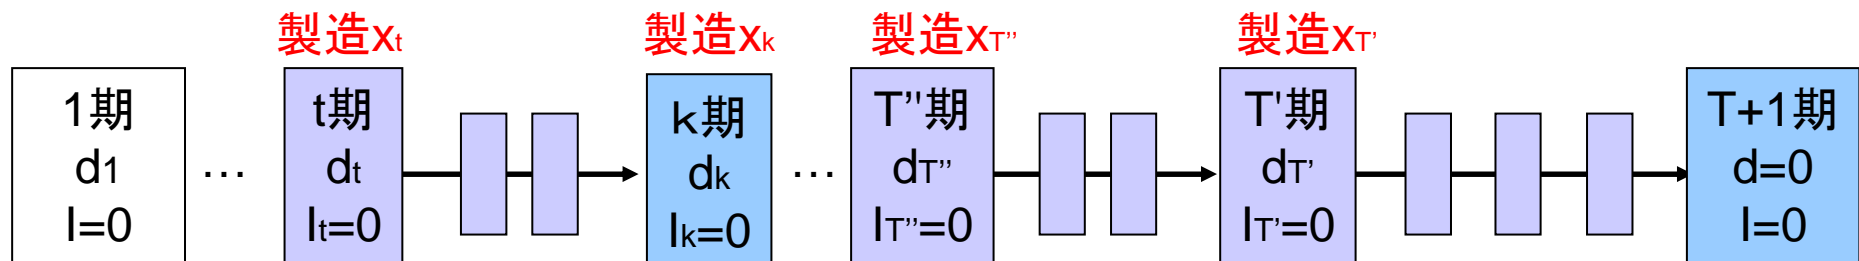 製造xt
製造xk
製造xT''
製造xT'
1期
d1
I=0
…
t期
dt
It=0
k期
dk
Ik=0
…
T''期
dT''
IT''=0
T'期
dT'
IT'=0
T+1期
d=0
I=0